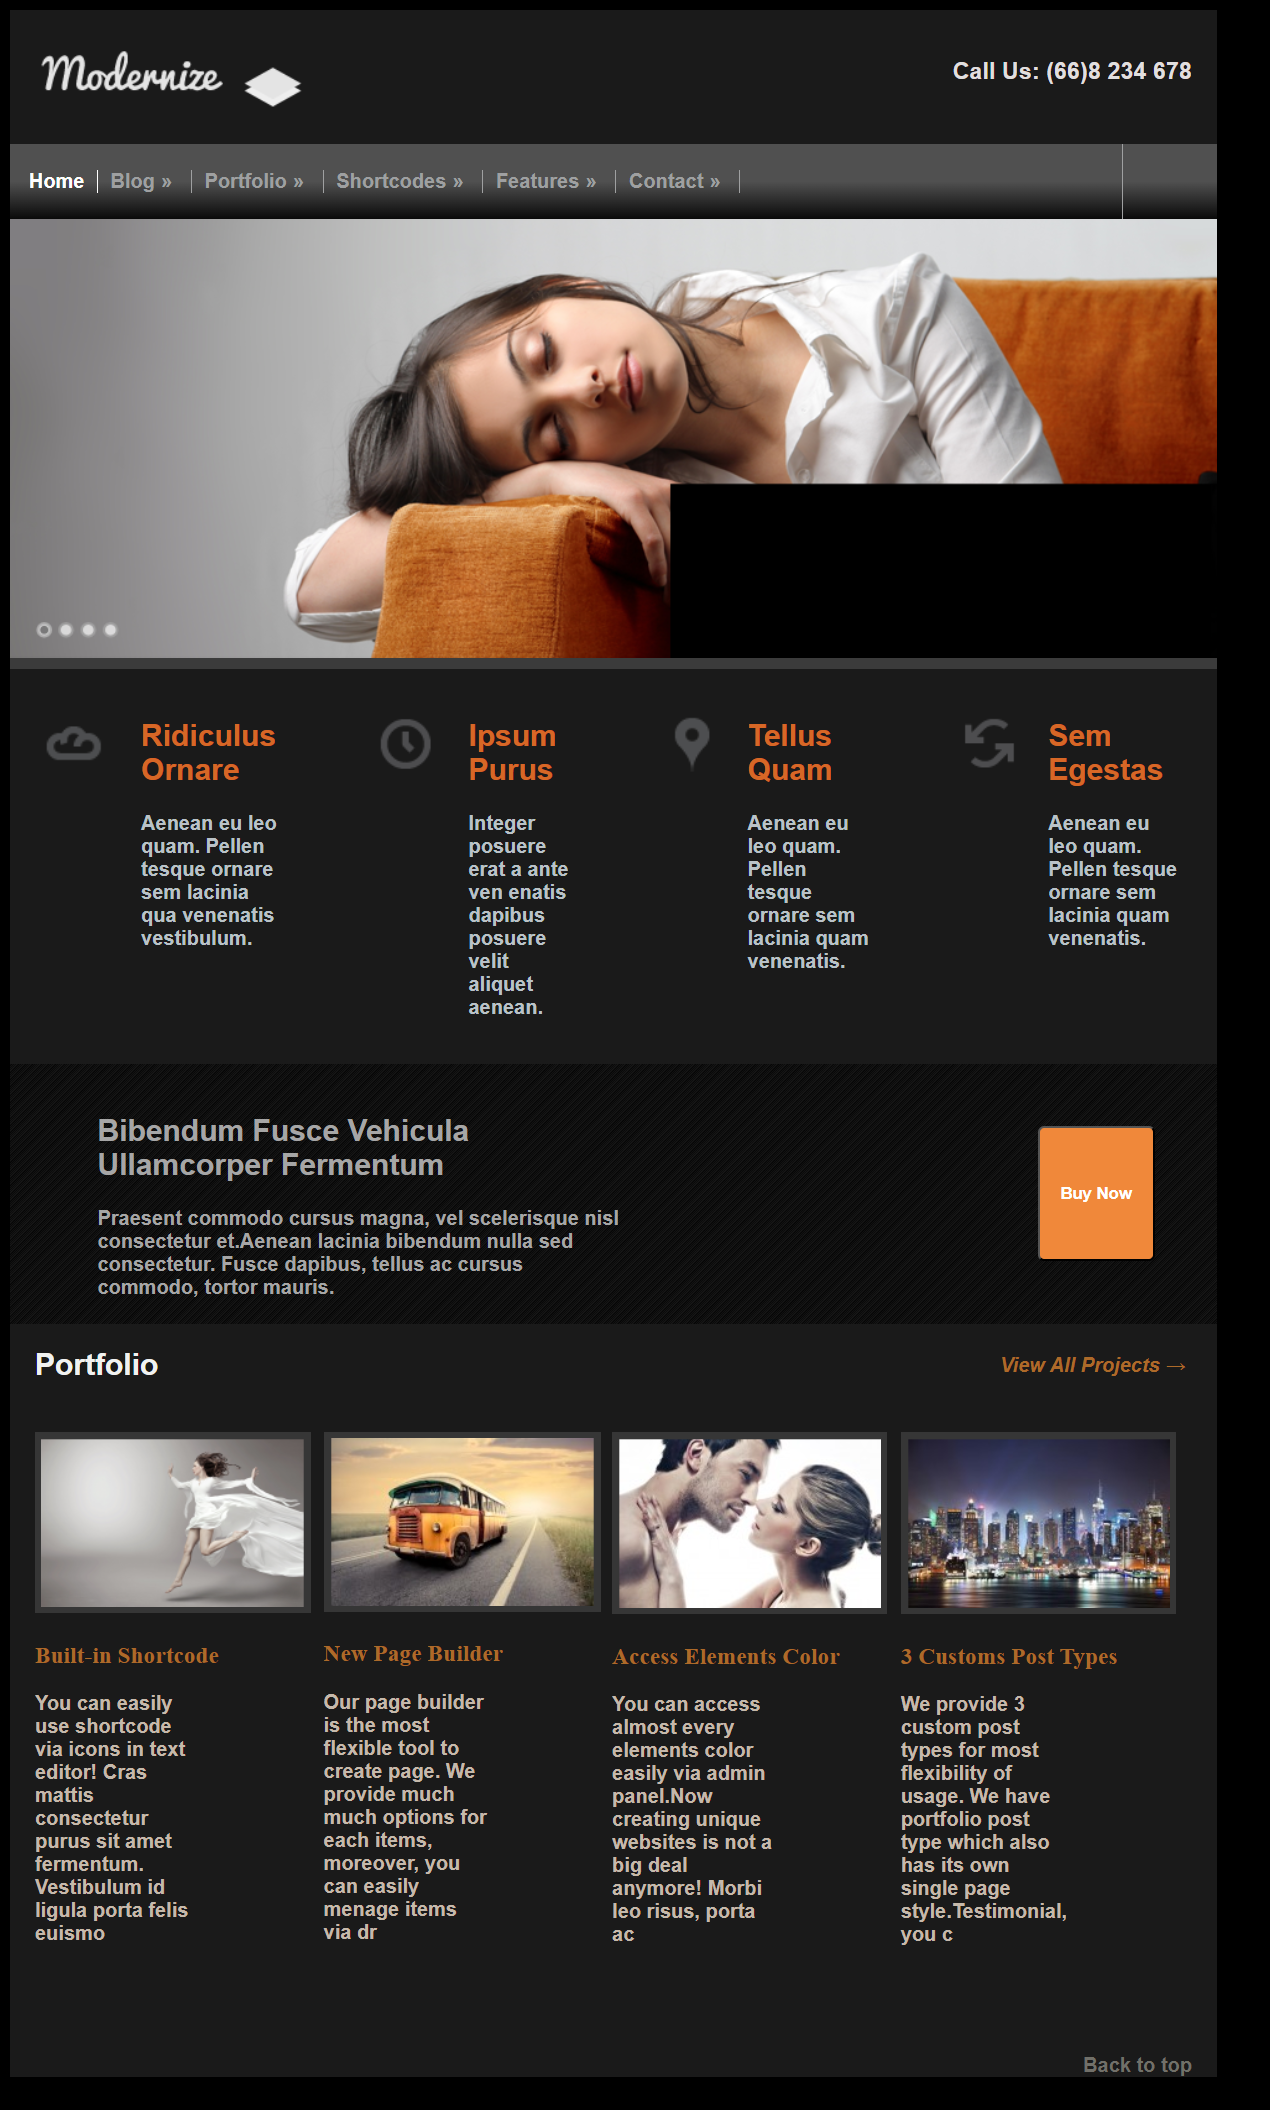 Modernize
Call Us: (66)8 234 678
Home
Blog »
Portfolio »
Shortcodes »
Features »
Contact »
Ridiculus
Ornare
Aenean eu leo
quam. Pellen
tesque ornare
sem lacinia
qua venenatis
vestibulum.
Ipsum
Purus
Integer
posuere
erat a ante
ven enatis
dapibus
posuere
velit
aliquet
aenean.
Tellus
Quam
Aenean eu
leo quam.
Pellen
tesque
ornare sem
lacinia quam
venenatis.
Sem
Egestas
Aenean eu
leo quam.
Pellen tesque
ornare sem
lacinia quam
venenatis.
Bibendum Fusce Vehicula
Ullamcorper Fermentum
Praesent commodo cursus magna, vel scelerisque nisl
consectetur et.Aenean lacinia bibendum nulla sed
consectetur. Fusce dapibus, tellus ac cursus
commodo, tortor mauris.
Buy Now
Portfolio
View All Projects →
Built-in Shortcode
You can easily
use shortcode
via icons in text
editor! Cras
mattis
consectetur
purus sit amet
fermentum.
Vestibulum id
ligula porta felis
euismo
New Page Builder
Our page builder
is the most
flexible tool to
create page. We
provide much
much options for
each items,
moreover, you
can easily
menage items
via dr
Access Elements Color
You can access
almost every
elements color
easily via admin
panel.Now
creating unique
websites is not a
big deal
anymore! Morbi
leo risus, porta
ac
3 Customs Post Types
We provide 3
custom post
types for most
flexibility of
usage. We have
portfolio post
type which also
has its own
single page
style.Testimonial,
you c
Back to top